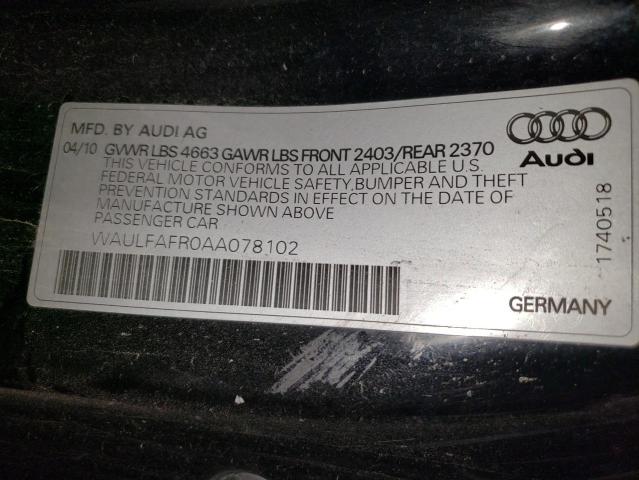 MFD. BY AUDI AG
04/10 GVWR LBS 4663 GAWR LBS FRONT 2403/REAR 2370
THIS VEHICLE CONFORMS TO ALL APPLICABLE U.S.
FEDERAL MOTOR VEHICLE SAFETY, BUMPER AND THEFT
PREVENTION STANDARDS IN EFFECT ON THE DATE OF
MANUFACTURE SHOWN ABOVE
PASSENGER CAR
WAULFAFR0AA078102
Audi
1740518
GERMANY